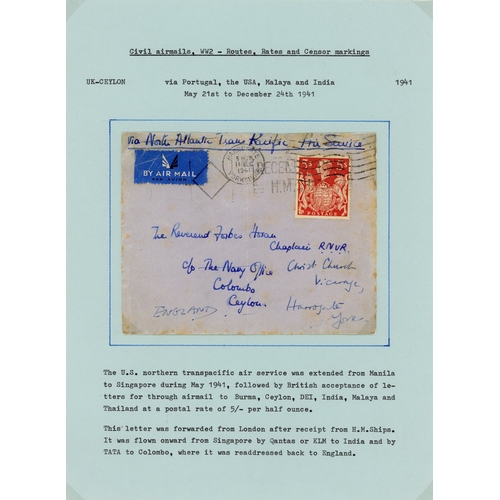 Civil airmails, WW2 - Routes, Rates and Censor markings
UK-CEYLON via Portugal, the USA, Malaya and India 1941
May 21st to December 24th 1941
via North Atlantic Trans Pacific Air Service
BY AIR MAIL
PAR AVION
1941
H.M.
POSTAGE
The Reverend Forbes Horan
Chaplain R.N.V.R.
c/o The Navy Office
Colombo
Ceylon
Christ Church
Vicarage,
Harrogate
Yorks.
ENGLAND
The U.S. northern transpacific air service was extended from Manila
to Singapore during May 1941, followed by British acceptance of le-
tters for through airmail to Burma, Ceylon, DEI, India, Malaya and
Thailand at a postal rate of 5/- per half ounce.
This letter was forwarded from London after receipt from H.M.Ships.
It was flown onward from Singapore by Qantas or KLM to India and by
TATA to Colombo, where it was readdressed back to England.